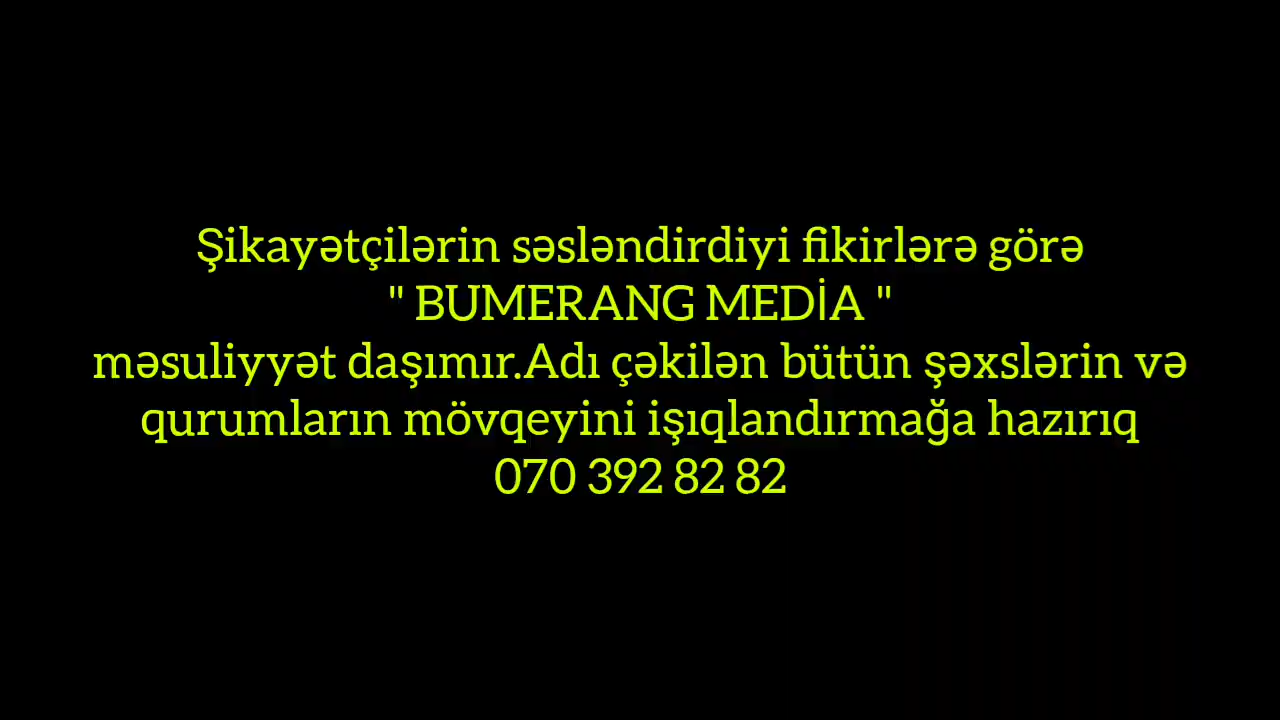 Şikayətçilərin səsləndirdiyi fikirlərə görə
" BUMERANG MEDİA "
məsuliyyət daşımır.Adı çəkilən bütün şəxslərin və
qurumların mövqeyini işıqlandırmağa hazırıq
070 392 82 82